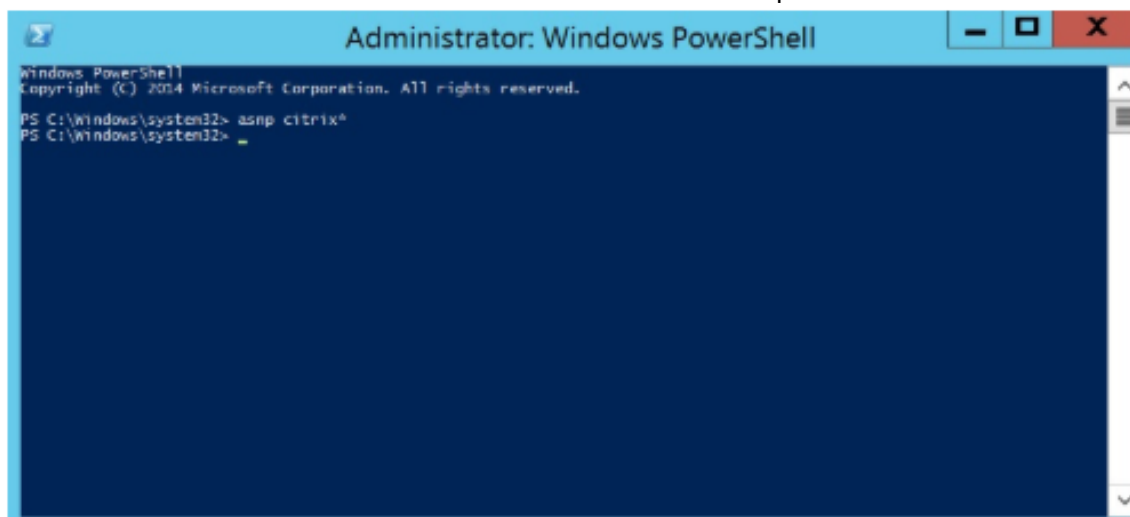 Administrator: Windows PowerShell
Windows PowerShell
Copyright (C) 2014 Microsoft Corporation. All rights reserved.
PS C:\Windows\system32> asnp citrix*
PS C:\Windows\system32> _